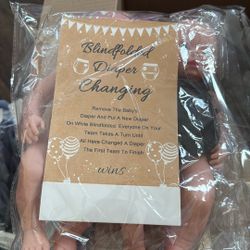 Blindfolded
Diaper
Changing
Remove The Baby's
Diaper And Put A New Diaper
On While Blindfolded. Everyone On Your
Team Takes A Turn Until
All Have Changed A Diaper.
The First Team To Finish
wins